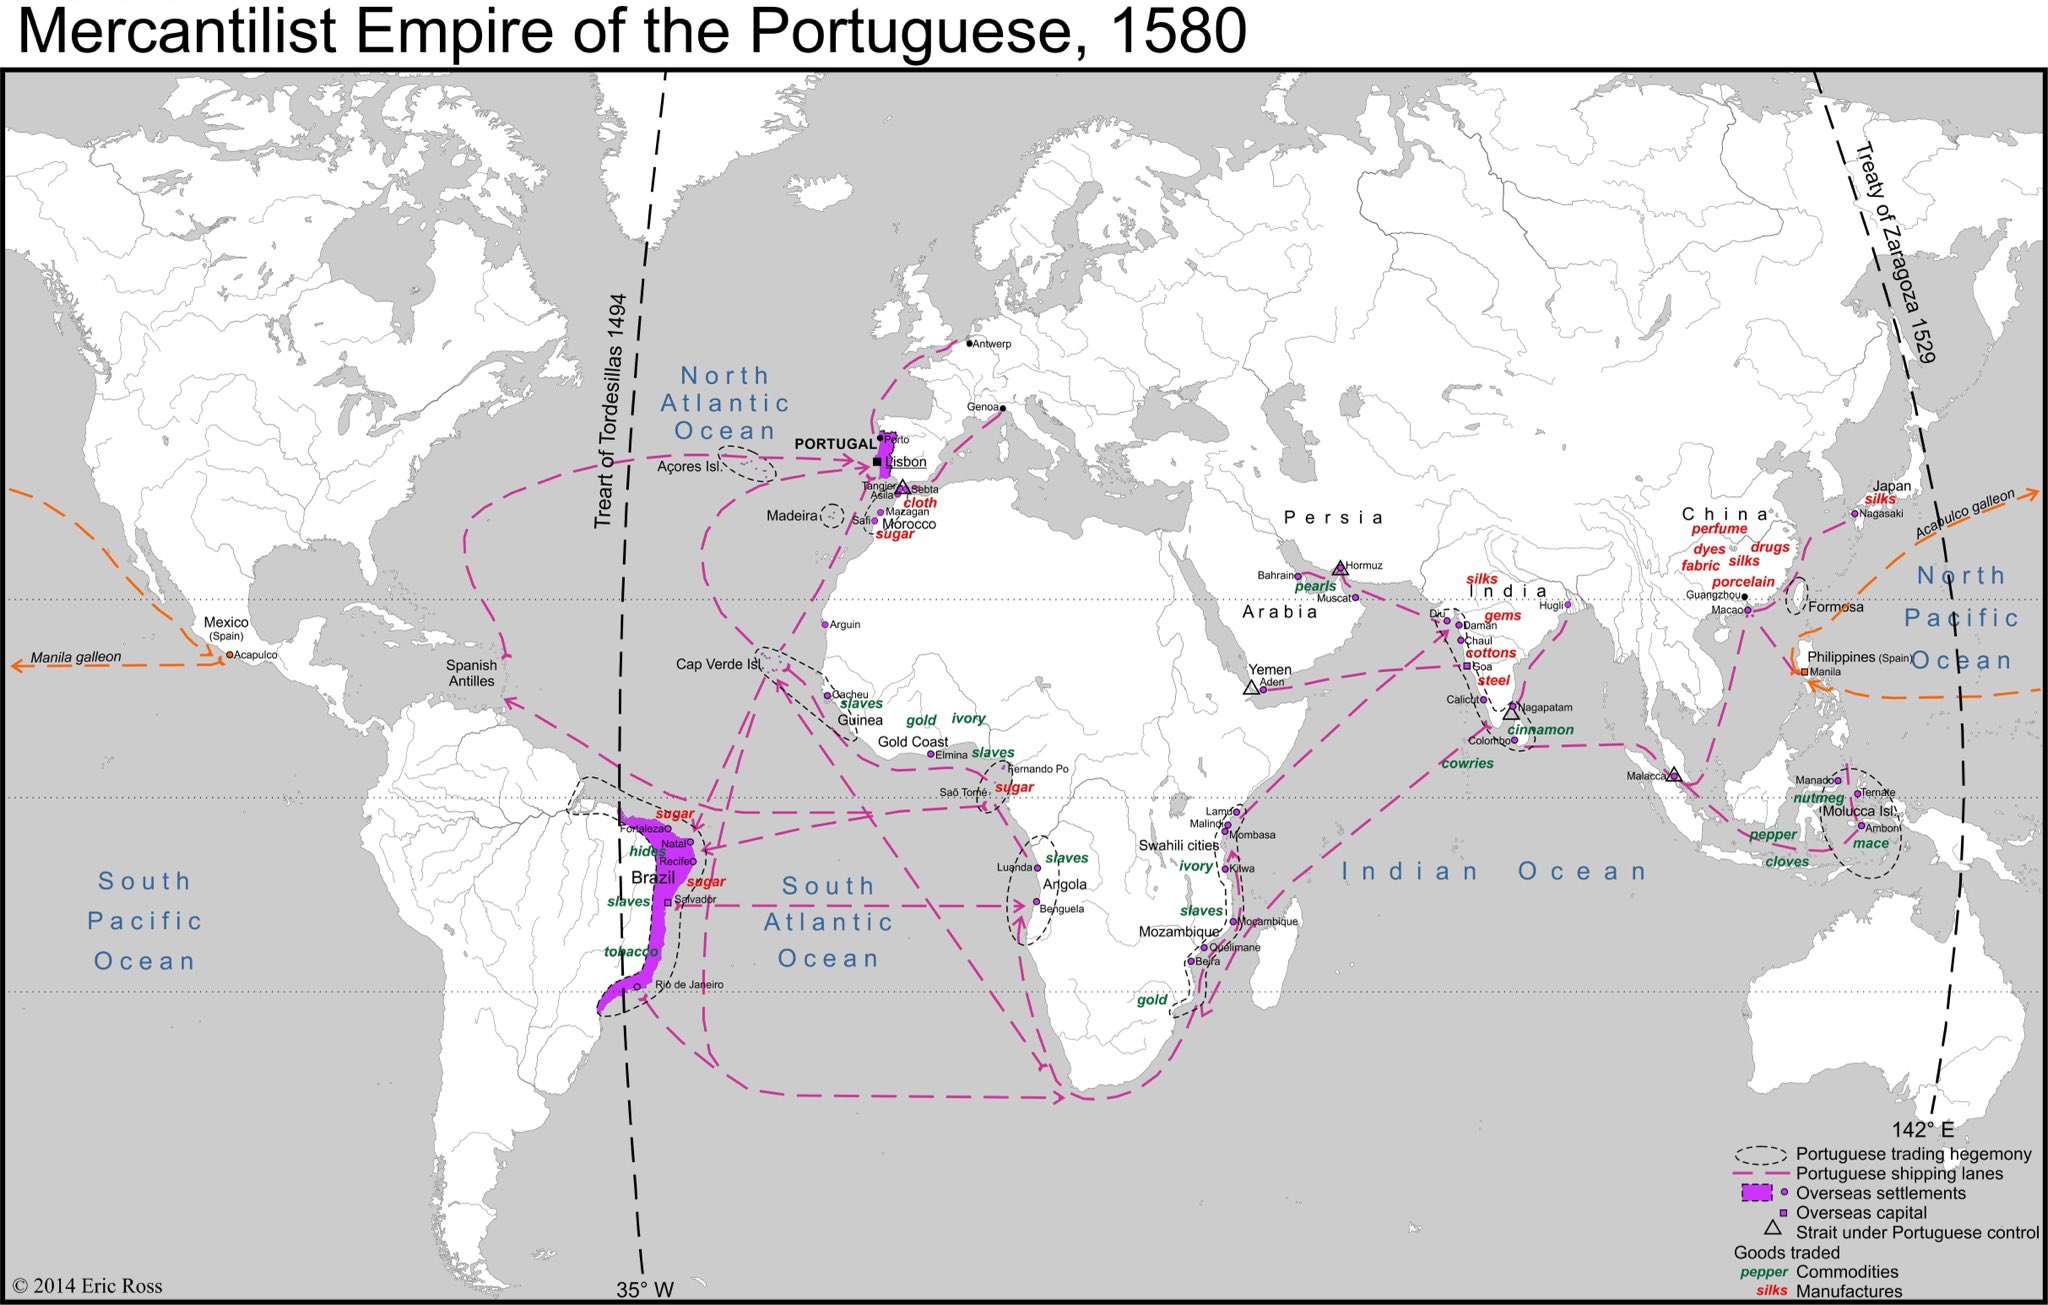 Mercantilist Empire of the Portuguese, 1580
Treart of Tordesillas 1494
Treaty of Zaragoza 1529
North
Atlantic
Ocean
Antwerp
Genoa
PORTUGAL
Porto
Lisbon
Açores Isl.
Tangier
Sebta
Asila
cloth
Madeira
Mazagan
Safi
Morocco
sugar
Persia
China
perfume
dyes
drugs
silks
fabric
porcelain
Guangzhou
Macao
Japan
silks
Nagasaki
Acapulco galleon
North
Pacific
Ocean
Formosa
Bahrain
Hormuz
pearls
Muscat
Arabia
silks
India
Hugli
gems
Diu
Daman
Chaul
cottons
Goa
steel
Calicut
Nagapatam
cinnamon
Colombo
cowries
Yemen
Aden
Mexico
(Spain)
Acapulco
Manila galleon
Spanish
Antilles
Arguin
Cap Verde Isl.
Cacheu
slaves
Guinea
gold
ivory
Gold Coast
Elmina
slaves
Fernando Po
Saõ Tomé
sugar
Philippines (Spain)
Manila
Malacca
Manado
nutmeg
Ternate
Molucca Isl.
Ambon
pepper
mace
cloves
sugar
Fortaleza
Natal
hides
Recife
Brazil
sugar
slaves
Salvador
tobacco
Rio de Janeiro
South
Pacific
Ocean
South
Atlantic
Ocean
Luanda
slaves
Angola
Benguela
Lamu
Malindi
Mombasa
Swahili cities
ivory
Kilwa
slaves
Moçambique
Mozambique
Quelimane
Beira
gold
Indian Ocean
142° E
35° W
Portuguese trading hegemony
Portuguese shipping lanes
Overseas settlements
Overseas capital
Strait under Portuguese control
Goods traded
pepper Commodities
silks Manufactures
© 2014 Eric Ross